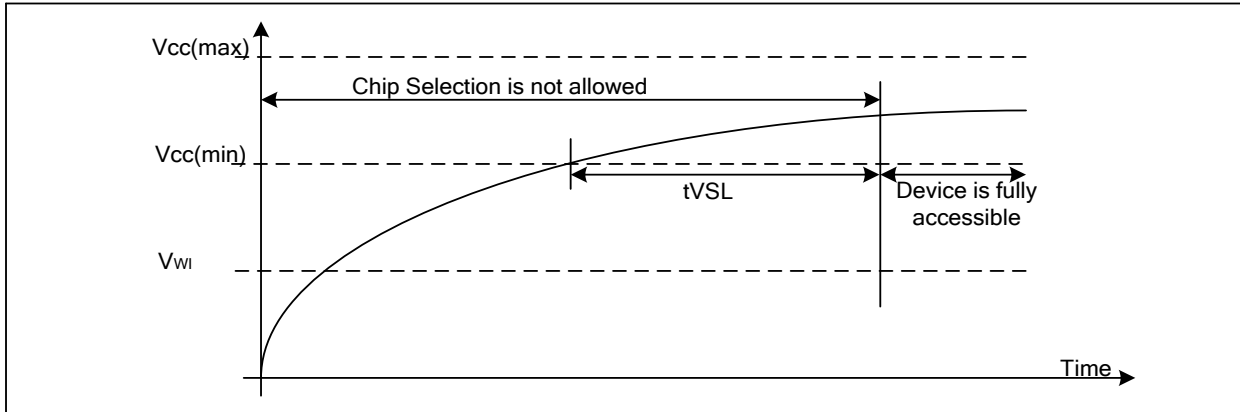 Vcc(max)
Chip Selection is not allowed
Vcc(min)
tVSL
Device is fully
accessible
VWI
Time